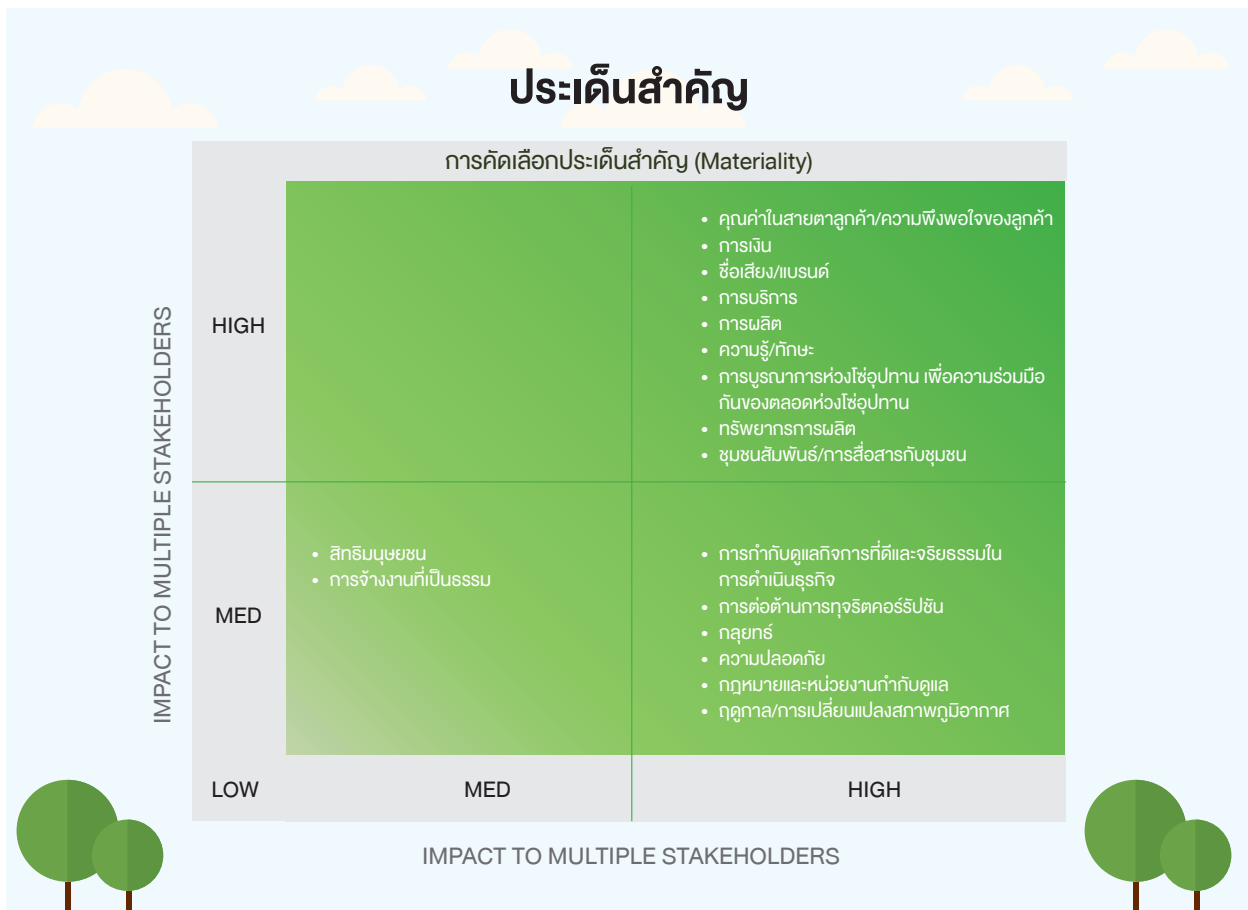 ประเด็นสำคัญ
การคัดเลือกประเด็นสำคัญ (Materiality)
IMPACT TO MULTIPLE STAKEHOLDERS
HIGH
• คุณค่าในสายตาลูกค้า/ความพึงพอใจของลูกค้า
• การเงิน
• ชื่อเสียง/แบรนด์
• การบริการ
• การผลิต
• ความรู้/ทักษะ
• การบูรณาการห่วงโซ่อุปทาน เพื่อความร่วมมือ
กันของตลอดห่วงโซ่อุปทาน
• ทรัพยากรการผลิต
• ชุมชนสัมพันธ์/การสื่อสารกับชุมชน
MED
• สิทธิมนุษยชน
• การจ้างงานที่เป็นธรรม
• การกำกับดูแลกิจการที่ดีและจริยธรรมใน
การดำเนินธุรกิจ
• การต่อต้านการทุจริตคอร์รัปชัน
• กลุยทธ์
• ความปลอดภัย
• กฎหมายและหน่วยงานกำกับดูแล
• ฤดูกาล/การเปลี่ยนแปลงสภาพภูมิอากาศ
LOW
MED
HIGH
IMPACT TO MULTIPLE STAKEHOLDERS